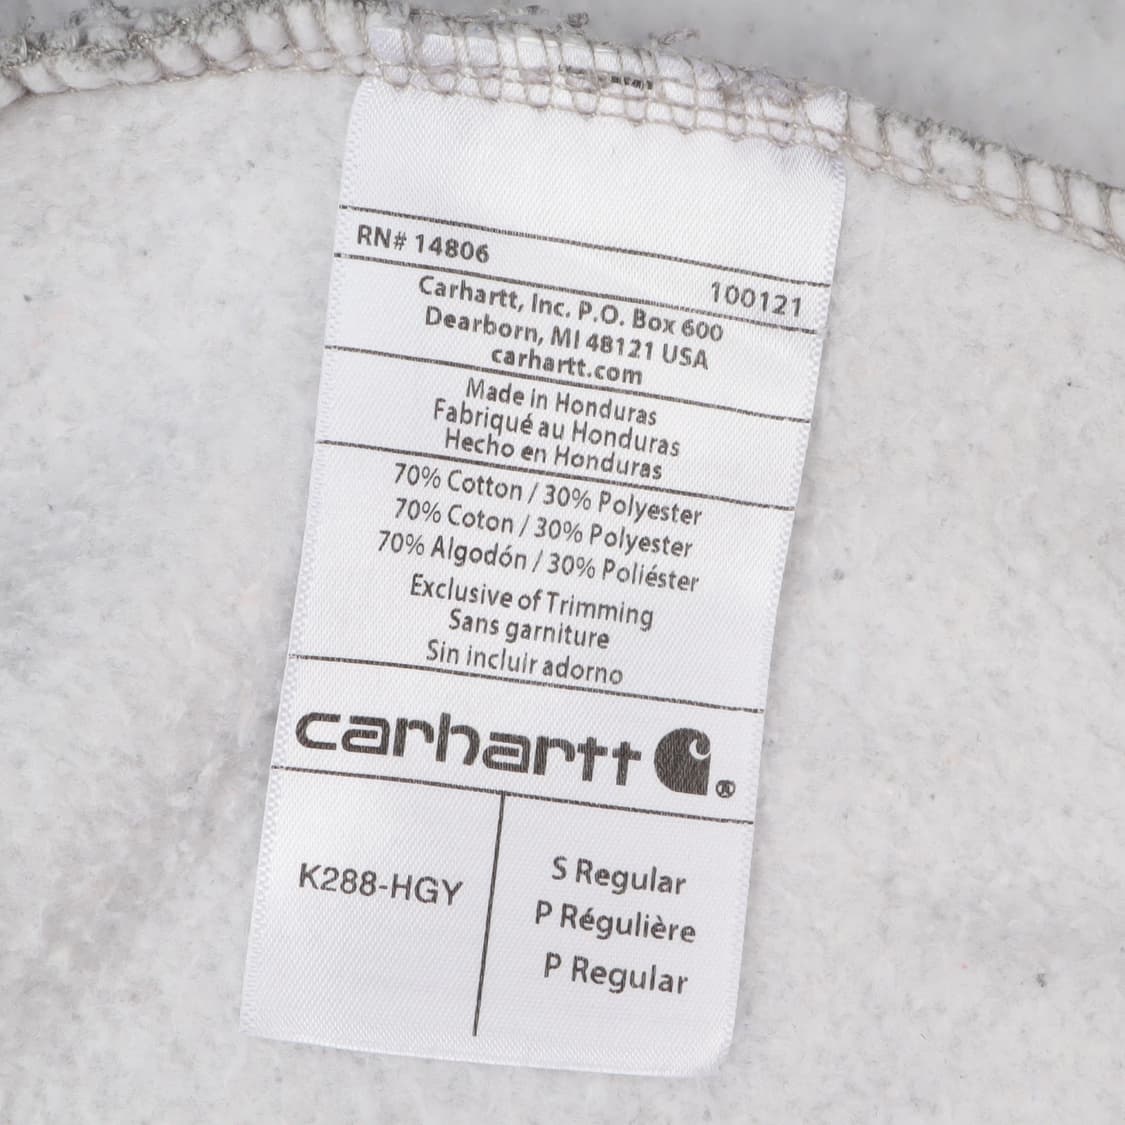 RN# 14806
100121
Carhartt, Inc. P.O. Box 600
Dearborn, MI 48121 USA
carhartt.com
Made in Honduras
Fabriqué au Honduras
Hecho en Honduras
70% Cotton / 30% Polyester
70% Coton / 30% Polyester
70% Algodón / 30% Poliéster
Exclusive of Trimming
Sans garniture
Sin incluir adorno
carhartt ®
K288-HGY
S Regular
P Régulière
P Regular